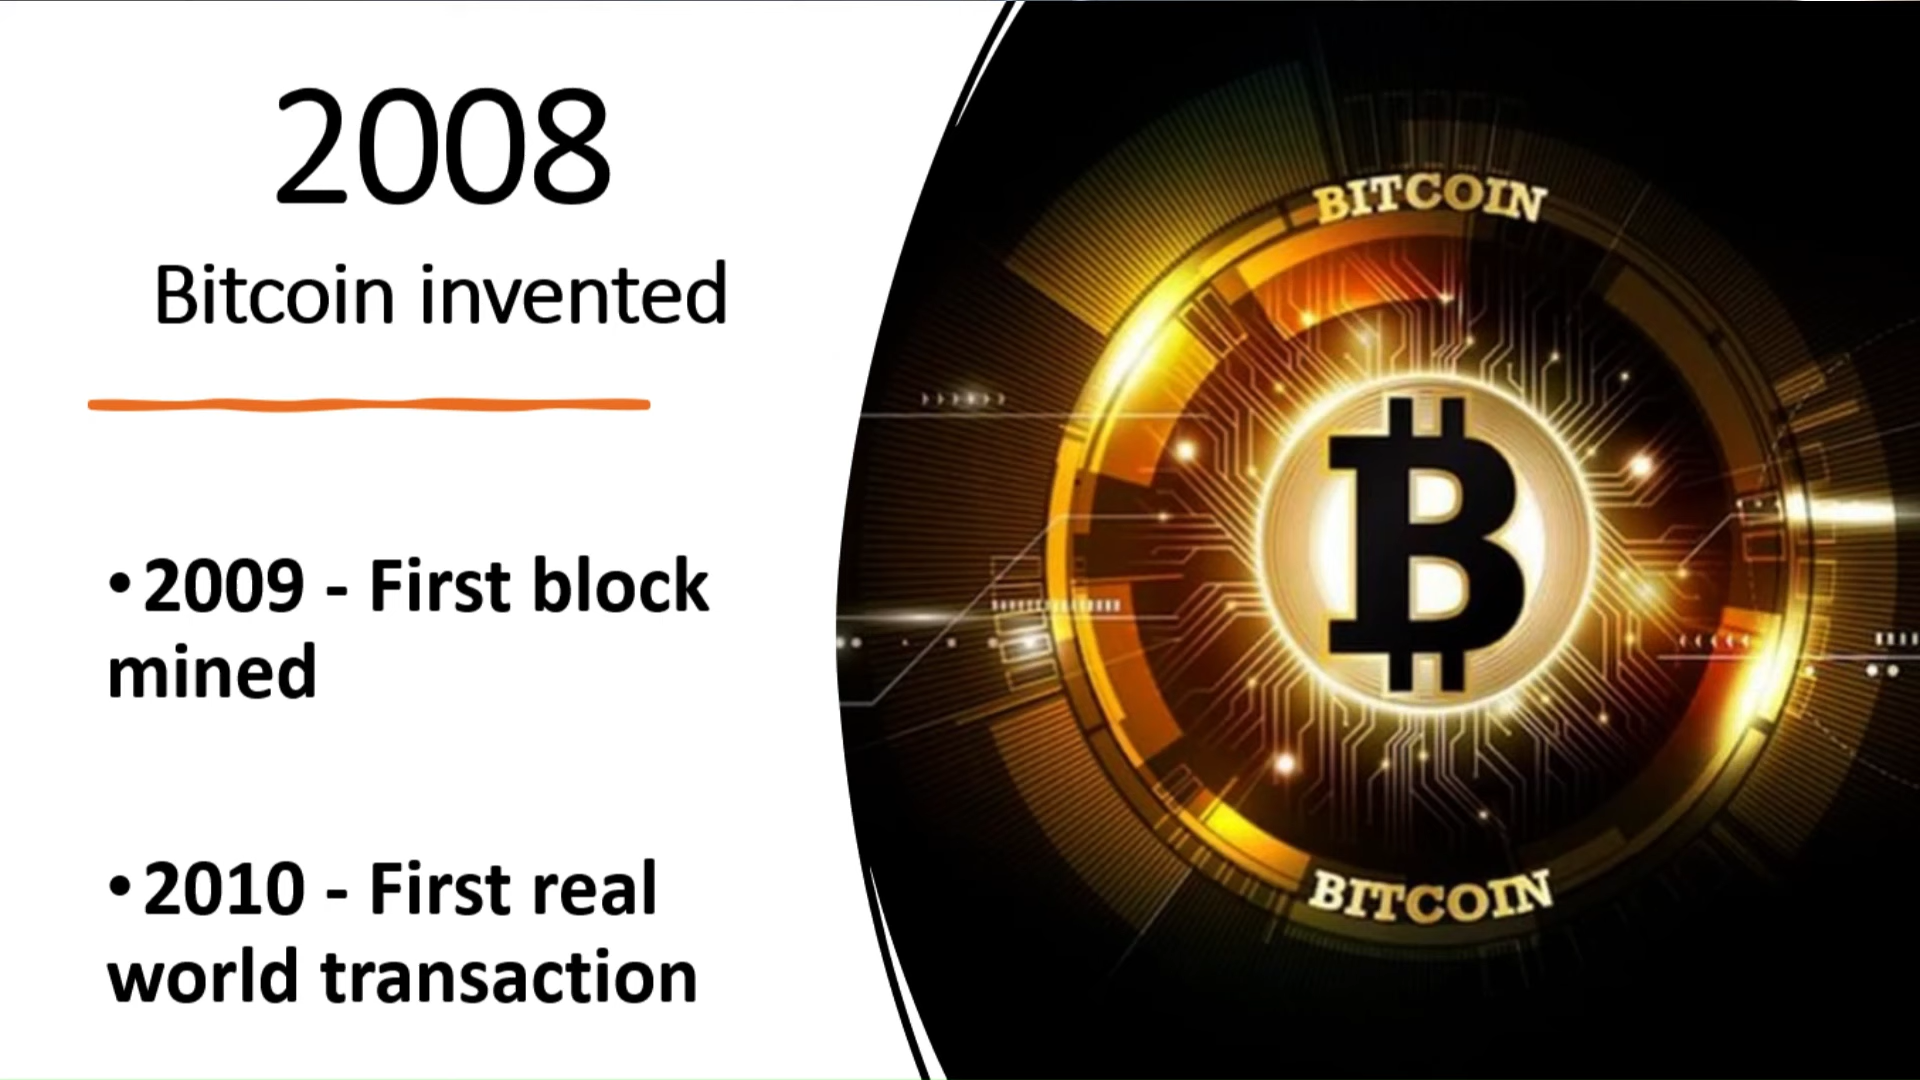 2008
Bitcoin invented
•2009 - First block
mined
•2010 - First real
world transaction
BITCOIN
BITCOIN